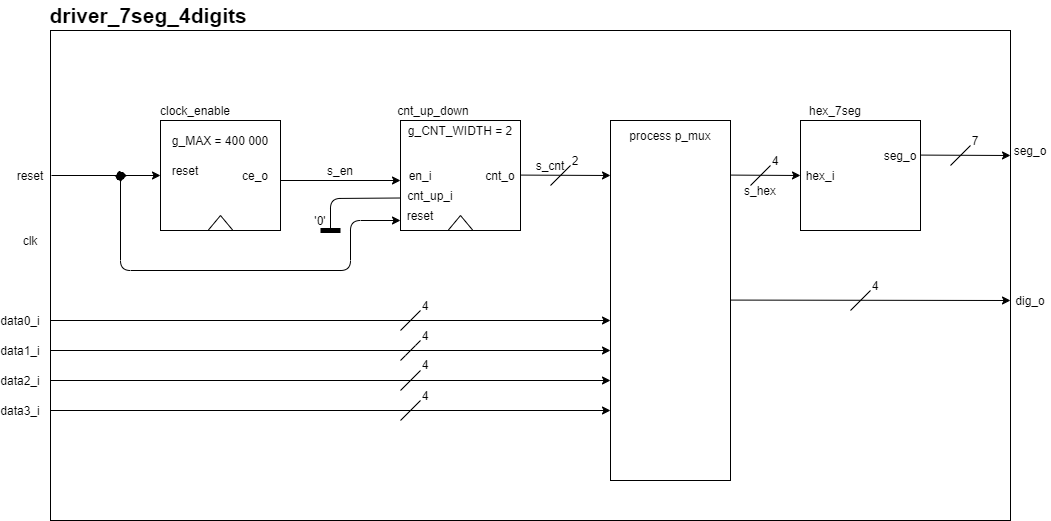 driver_7seg_4digits
clock_enable
g_MAX = 400 000
reset
ce_o
s_en
cnt_up_down
g_CNT_WIDTH = 2
en_i
cnt_up_i
reset
cnt_o
'0'
s_cnt
2
process p_mux
4
s_hex
hex_7seg
seg_o
hex_i
7
seg_o
reset
clk
4
dig_o
data0_i
4
data1_i
4
data2_i
4
data3_i
4